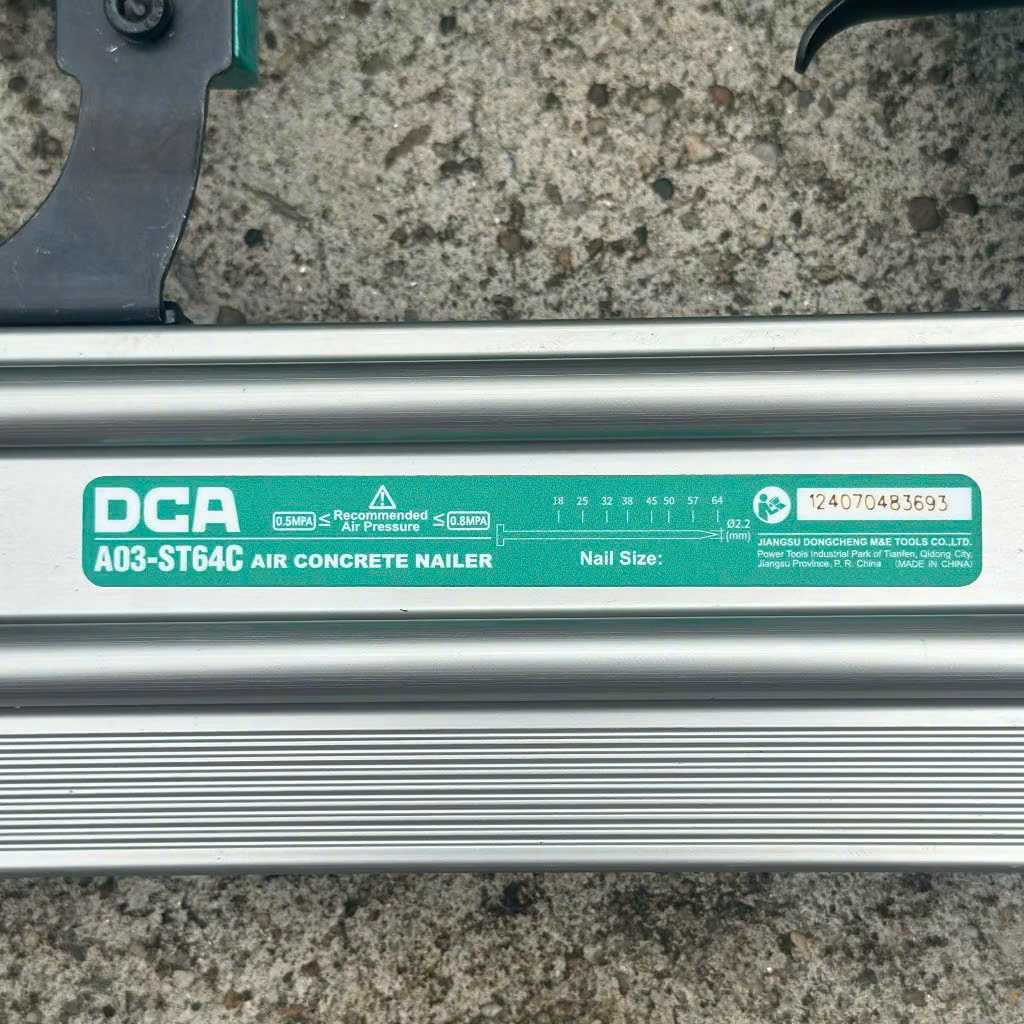 DCA
A03-ST64C AIR CONCRETE NAILER
0.5MPA ≤ Recommended Air Pressure ≤ 0.8MPA
18 25 32 38 45 50 57 64
Ø2.2
(mm)
Nail Size:
124070483693
JIANGSU DONGCHENG M&E TOOLS CO.,LTD.
Power Tools Industrial Park of Tianfen, Qidong City,
Jiangsu Province, P. R. China (MADE IN CHINA)